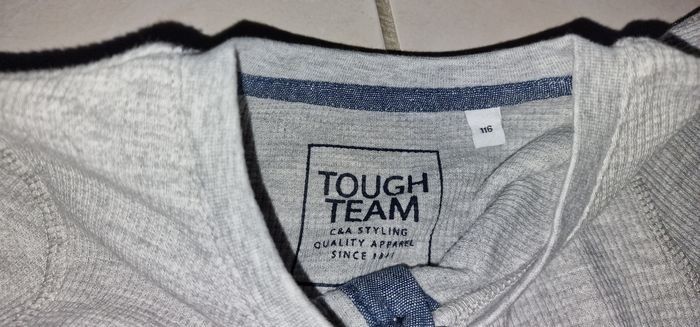 116
TOUGH
TEAM
C&A STYLING
QUALITY APPAREL
SINCE